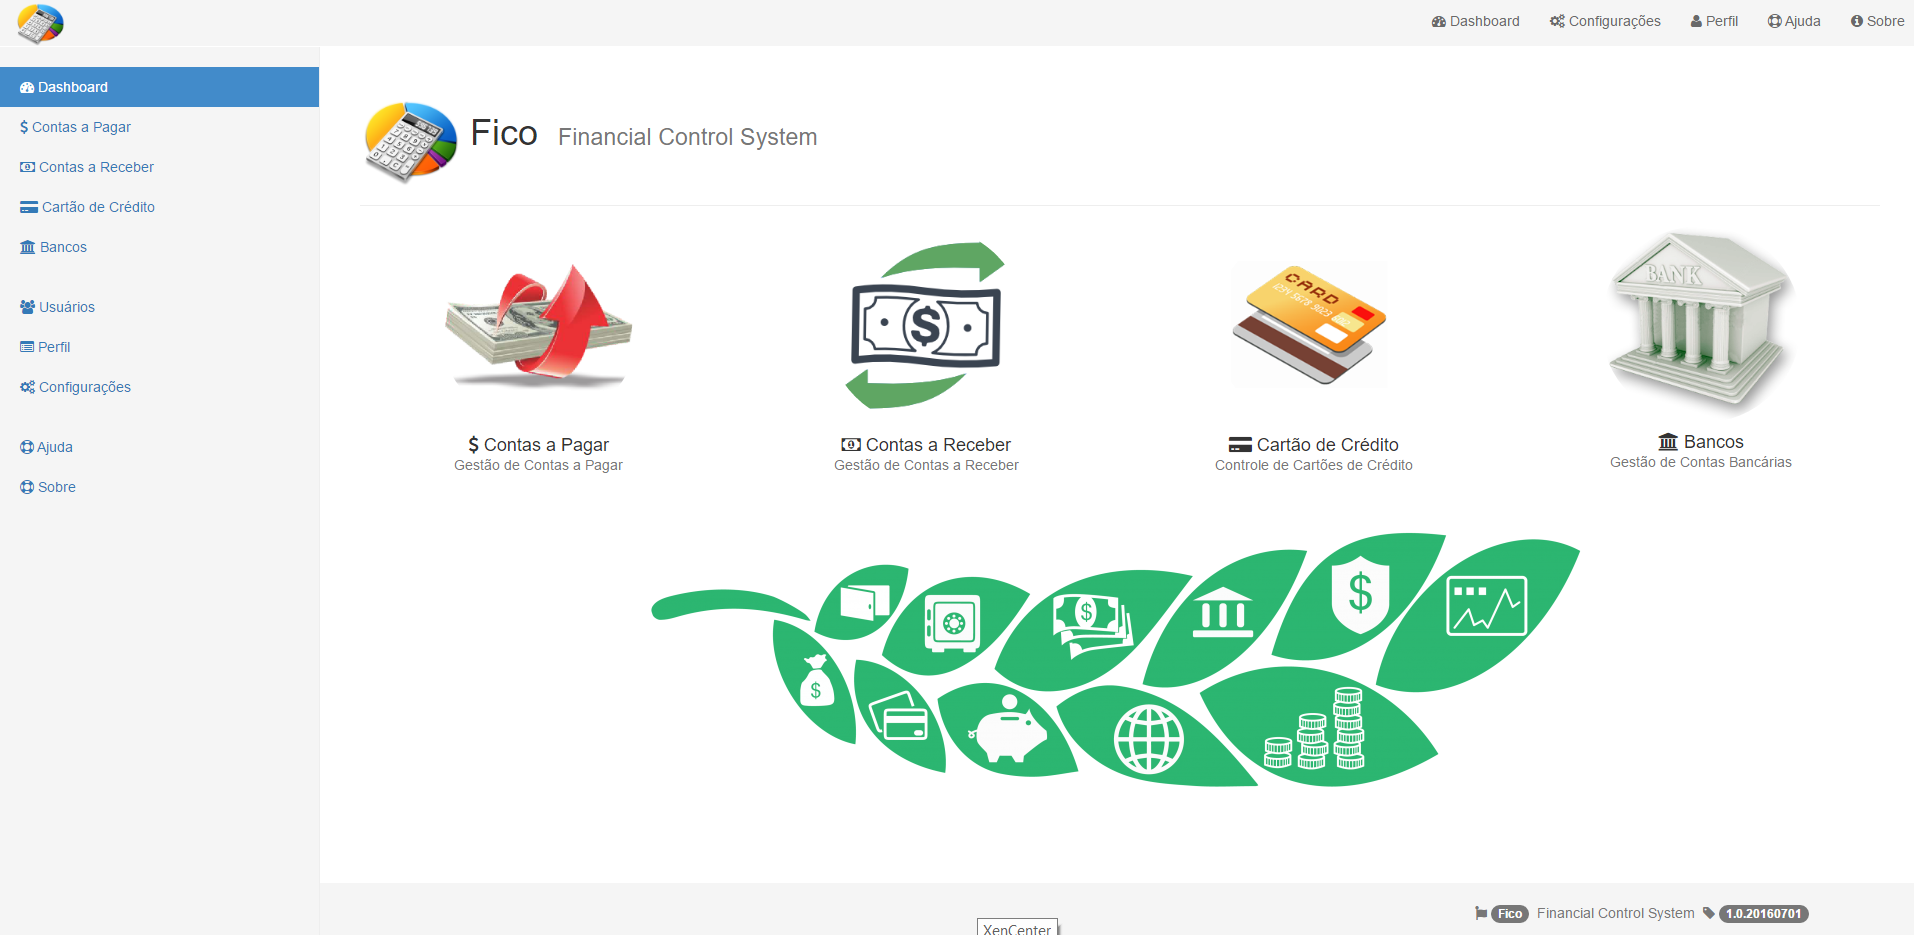 Dashboard
Configurações
Perfil
Ajuda
Sobre
Dashboard
Contas a Pagar
Contas a Receber
Cartão de Crédito
Bancos
Usuários
Perfil
Configurações
Ajuda
Sobre
Fico Financial Control System
CARD
1234 5678 3023
BANK
$ Contas a Pagar
Gestão de Contas a Pagar
Contas a Receber
Gestão de Contas a Receber
Cartão de Crédito
Controle de Cartões de Crédito
Bancos
Gestão de Contas Bancárias
Fico Financial Control System 1.0.20160701
XenCenter